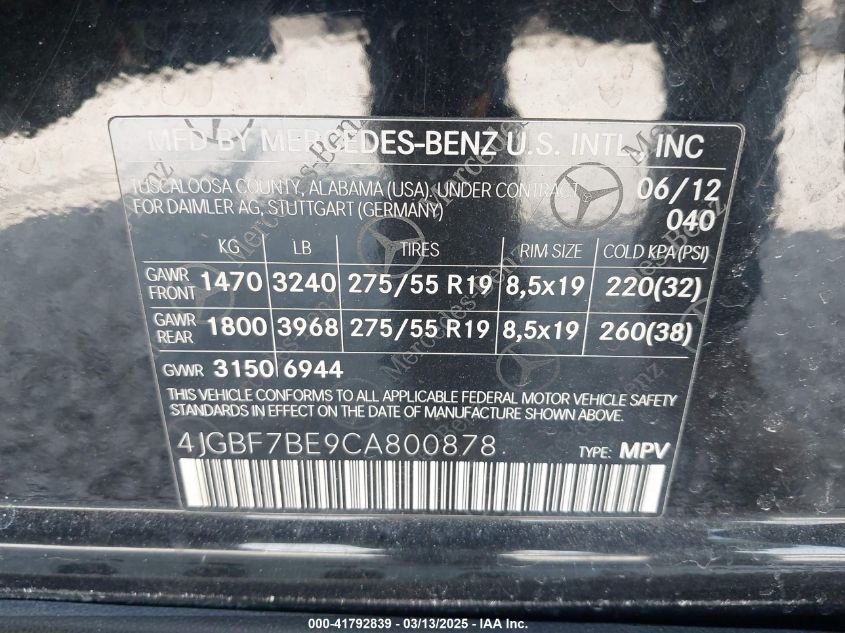 MFD BY MERCEDES-BENZ U.S. INTL, INC
TUSCALOOSA COUNTY, ALABAMA (USA), UNDER CONTRACT 06/12
FOR DAIMLER AG, STUTTGART (GERMANY) 040
KG LB TIRES RIM SIZE COLD KPA (PSI)
GAWR FRONT 1470 3240 275/55 R19 8,5x19 220(32)
GAWR REAR 1800 3968 275/55 R19 8,5x19 260(38)
GVWR 3150 6944
THIS VEHICLE CONFORMS TO ALL APPLICABLE FEDERAL MOTOR VEHICLE SAFETY
STANDARDS IN EFFECT ON THE DATE OF MANUFACTURE SHOWN ABOVE.
4JGBF7BE9CA800878 TYPE: MPV
000-41792839 - 03/13/2025 - IAA Inc.